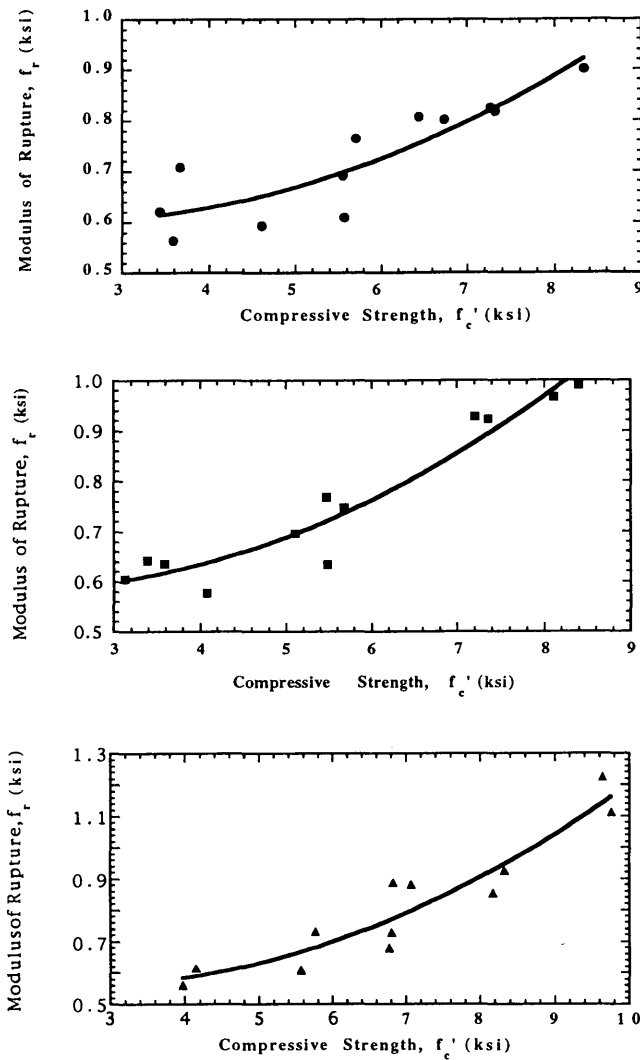 Modulus of Rupture, f_r (ksi)
1.0
0.9
0.8
0.7
0.6
0.5
3 4 5 6 7 8 9
Compressive Strength, f_c' (ksi)
Modulus of Rupture, f_r (ksi)
1.0
0.9
0.8
0.7
0.6
0.5
3 4 5 6 7 8 9
Compressive Strength, f_c' (ksi)
Modulus of Rupture, f_r (ksi)
1.3
1.1
0.9
0.7
0.5
3 4 5 6 7 8 9 10
Compressive Strength, f_c' (ksi)